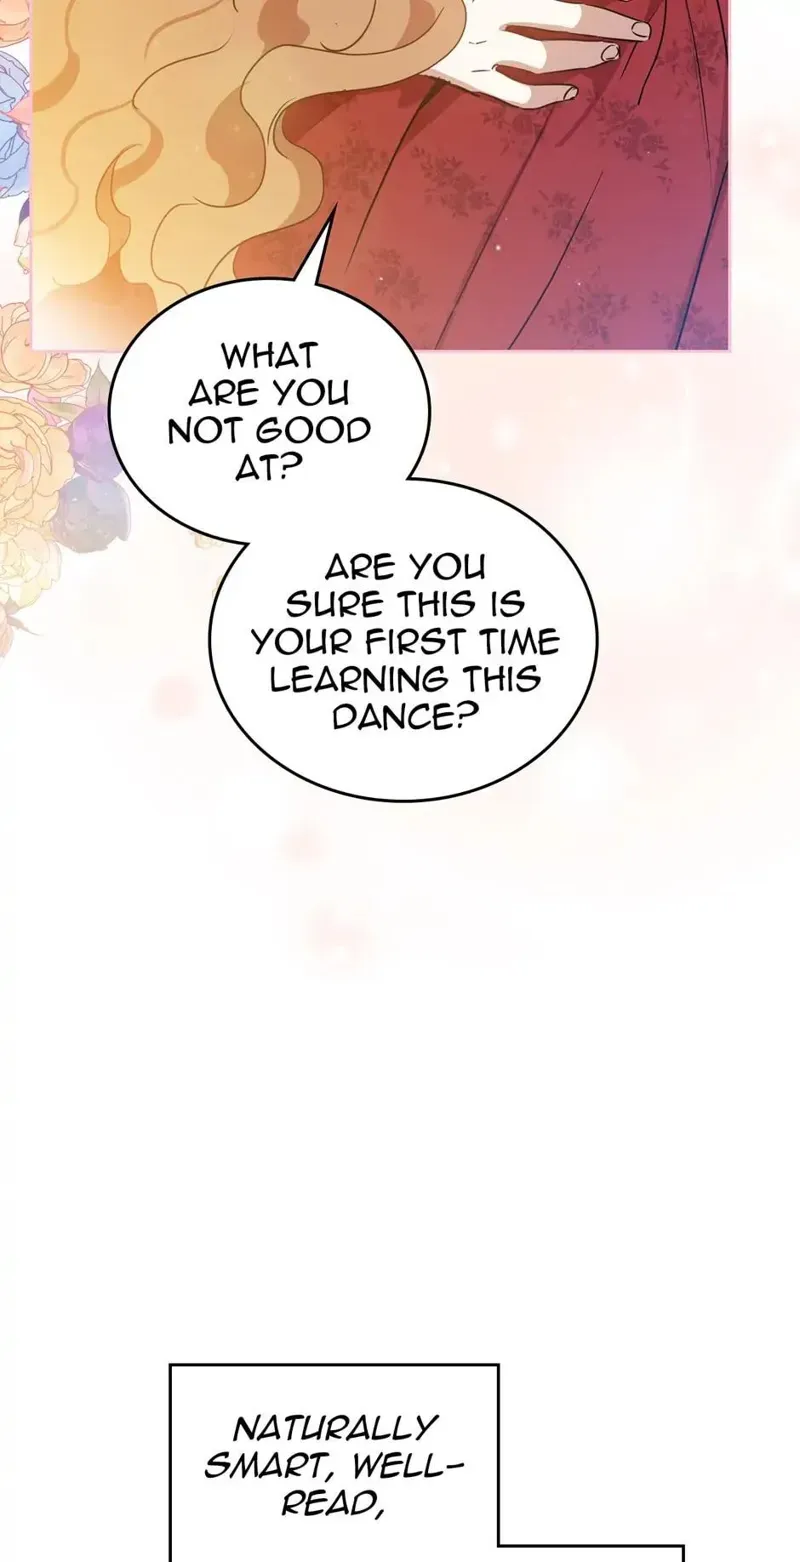 WHAT
ARE YOU
NOT GOOD
AT?
ARE YOU
SURE THIS IS
YOUR FIRST TIME
LEARNING THIS
DANCE?
NATURALLY
SMART, WELL-
READ,